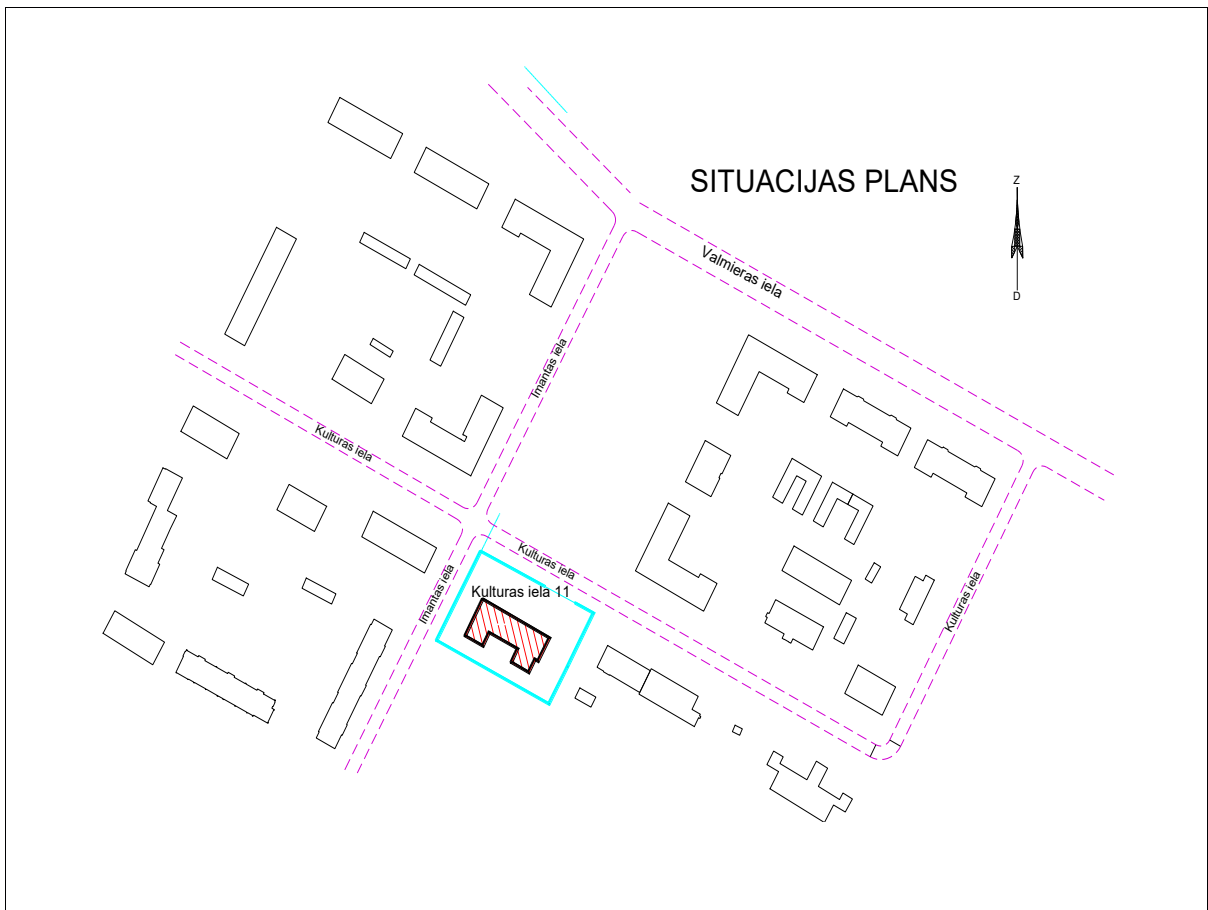 SITUACIJAS PLANS
Z
D
Valmieras iela
Imantas iela
Kulturas iela
Kulturas iela
Kulturas iela 11
Imantas iela
Kulturas iela